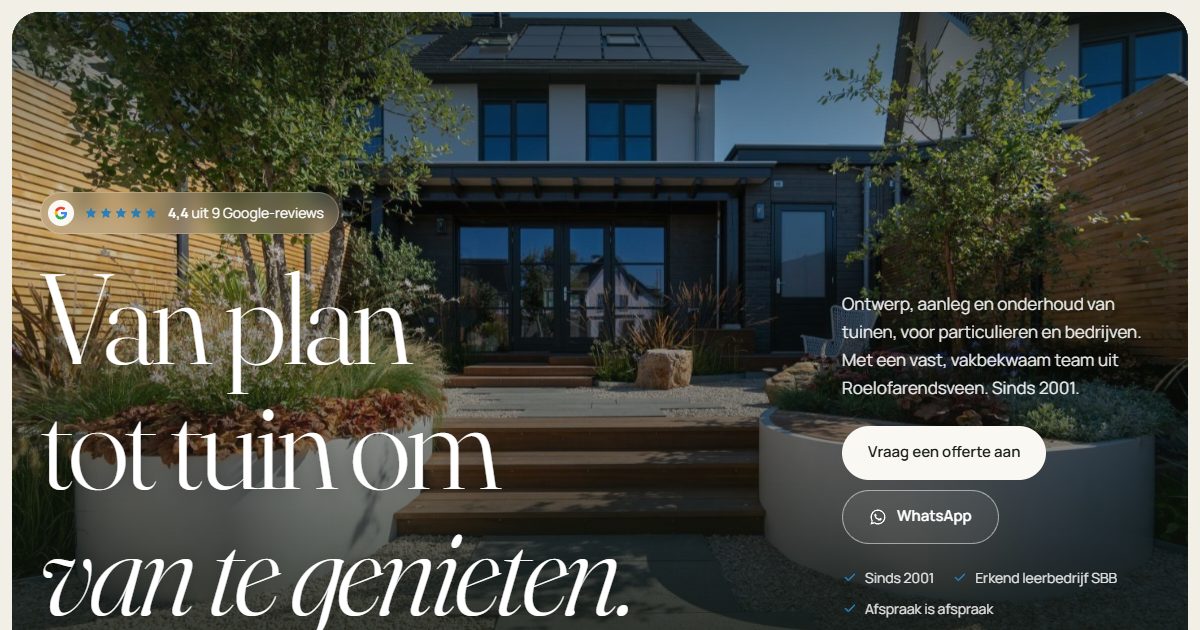 4,4 uit 9 Google-reviews
Van plan
tot tuin om
van te genieten.
Ontwerp, aanleg en onderhoud van
tuinen, voor particulieren en bedrijven.
Met een vast, vakbekwaam team uit
Roelofarendsveen. Sinds 2001.
Vraag een offerte aan
WhatsApp
Sinds 2001
Erkend leerbedrijf SBB
Afspraak is afspraak